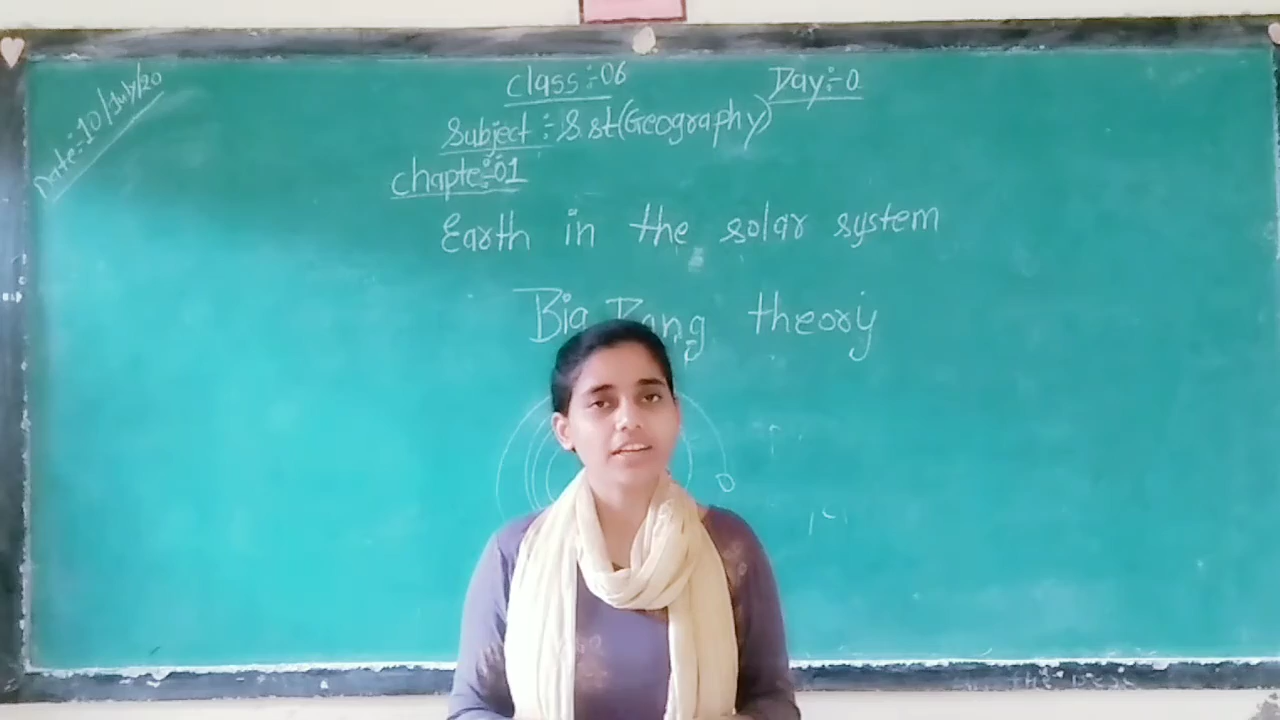 Date:-10/July/20
Class:-06 Day:-0
Subject:-S.st(Geography)
Chapte:-01
Earth in the solar system
Big Bang theory